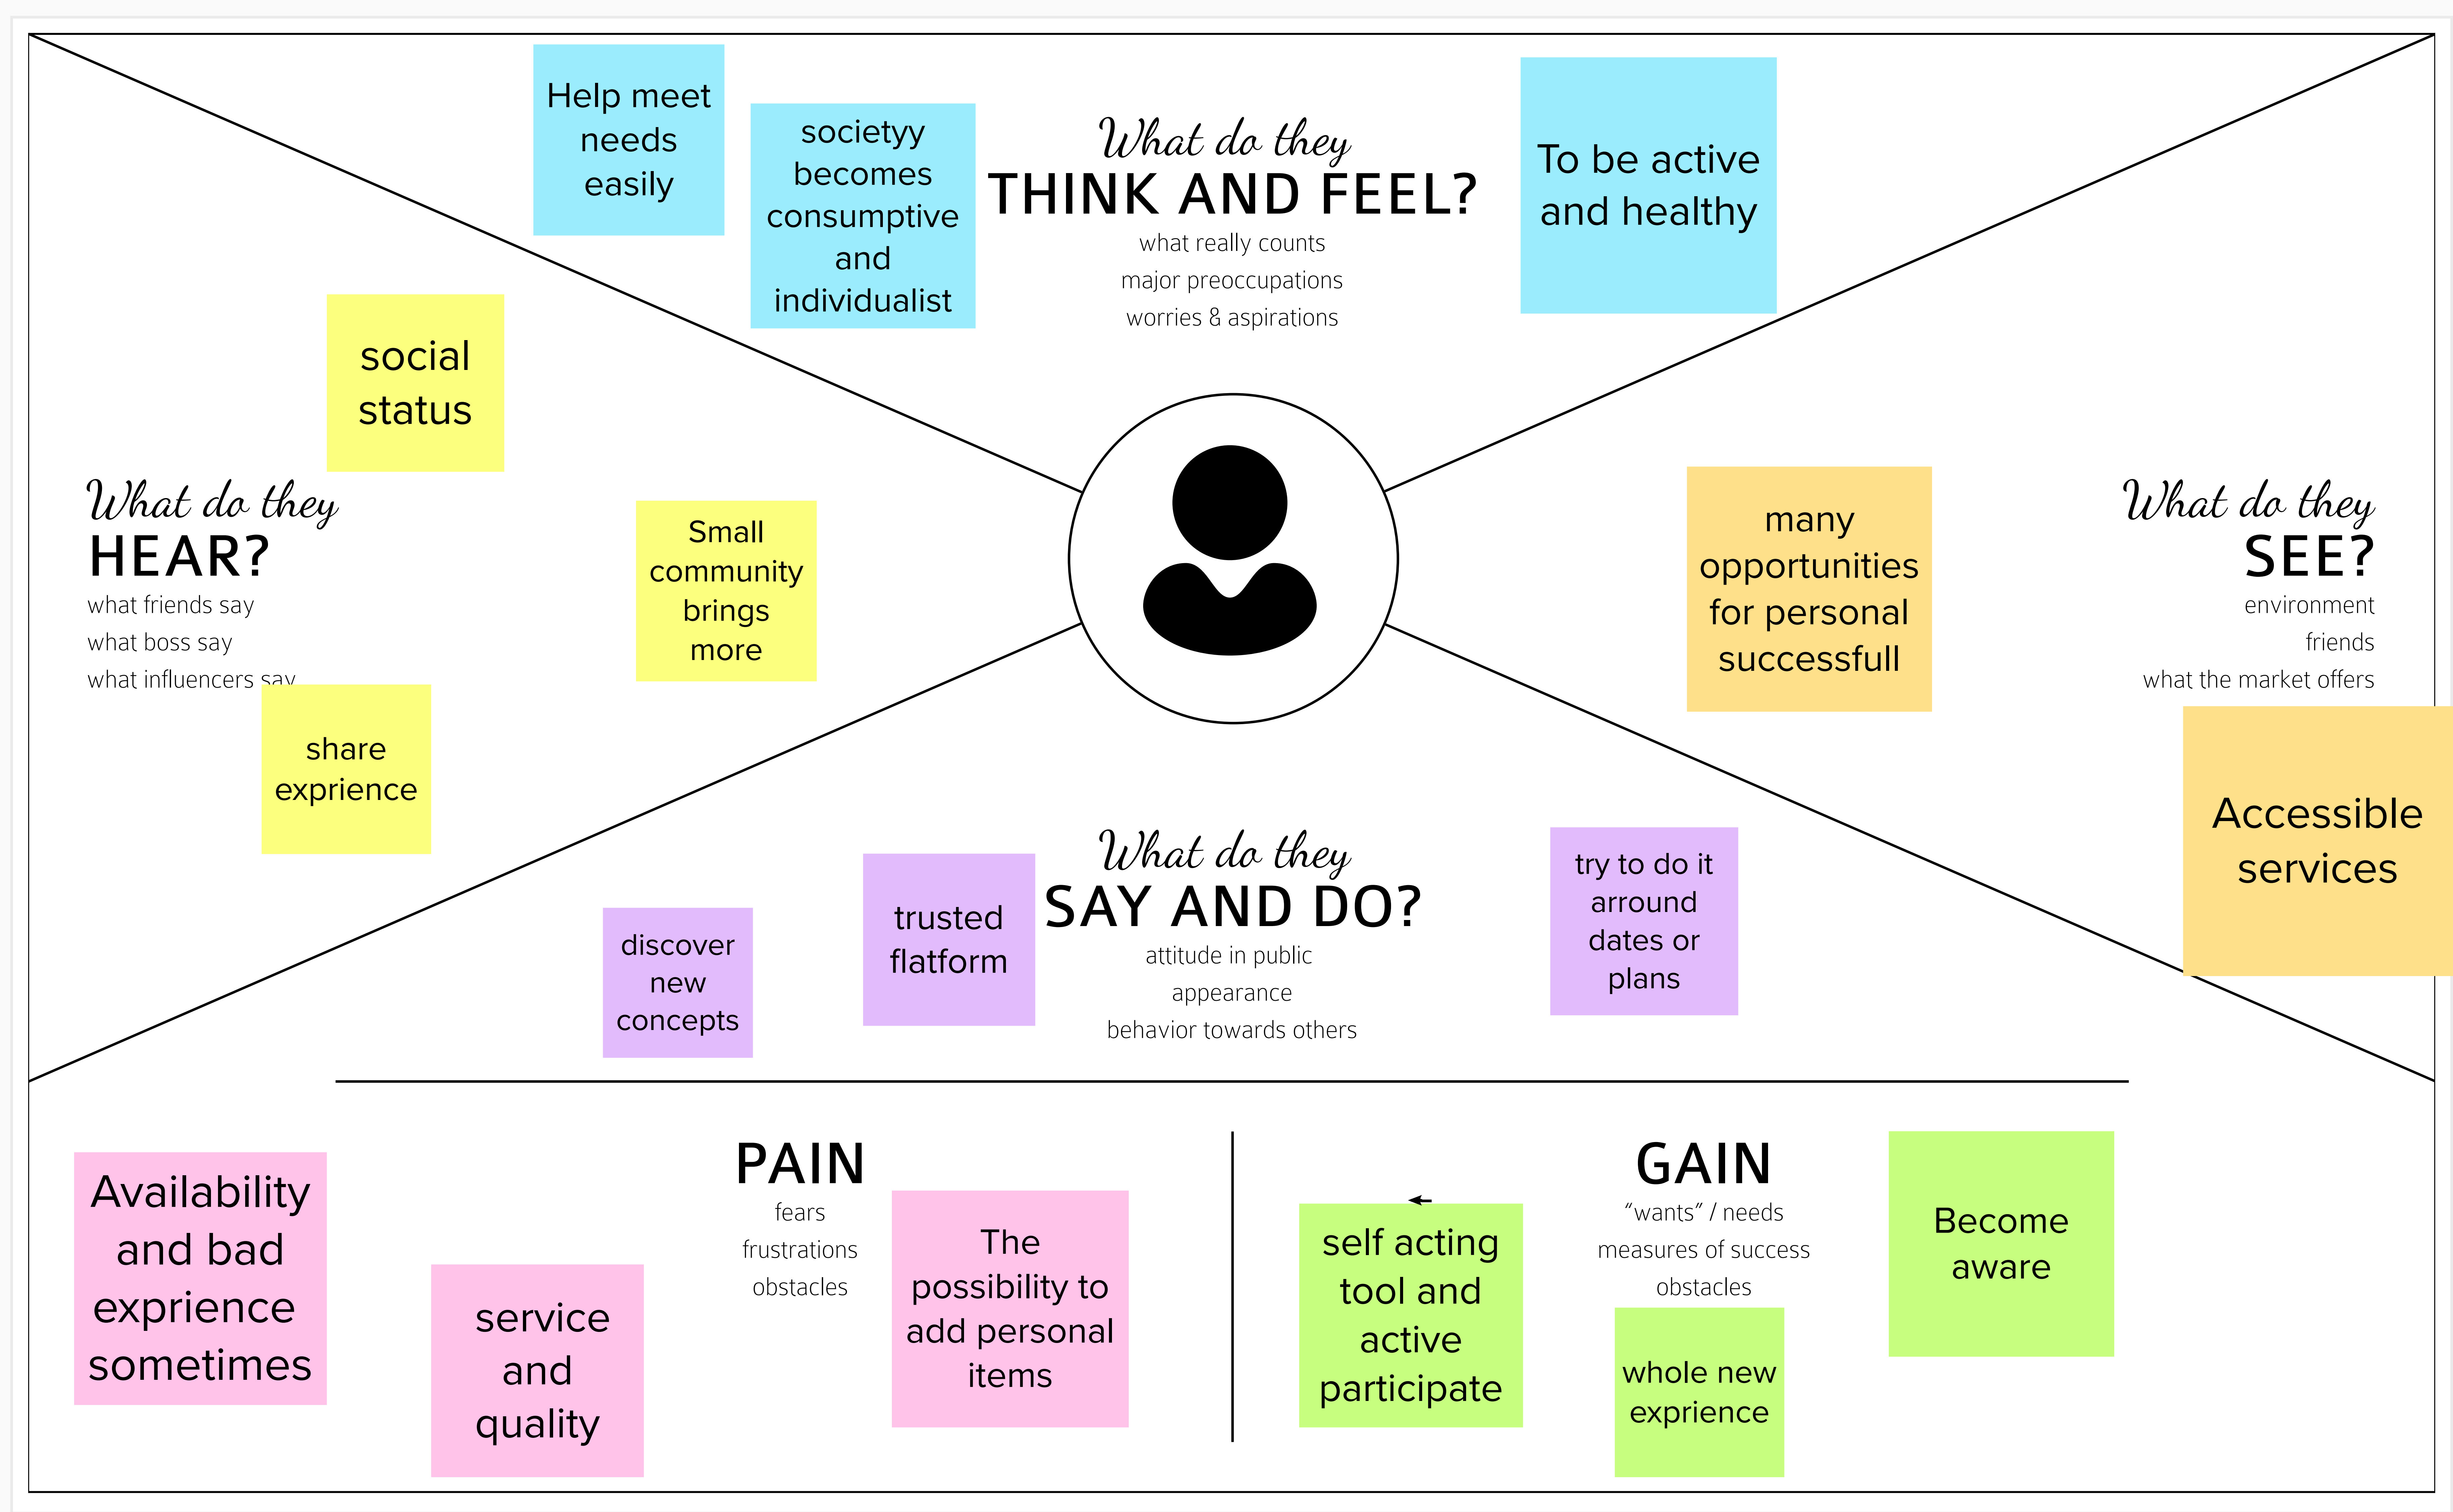 Help meet
needs
easily
societyy
becomes
consumptive
and
individualist
What do they
THINK AND FEEL?
what really counts
major preoccupations
worries & aspirations
To be active
and healthy
social
status
What do they
HEAR?
what friends say
what boss say
what influencers say
Small
community
brings
more
share
exprience
many
opportunities
for personal
successfull
What do they
SEE?
environment
friends
what the market offers
Accessible
services
discover
new
concepts
trusted
flatform
What do they
SAY AND DO?
attitude in public
appearance
behavior towards others
try to do it
arround
dates or
plans
Availability
and bad
exprience
sometimes
service
and
quality
PAIN
fears
frustrations
obstacles
The
possibility to
add personal
items
self acting
tool and
active
participate
GAIN
“wants” / needs
measures of success
obstacles
whole new
exprience
Become
aware